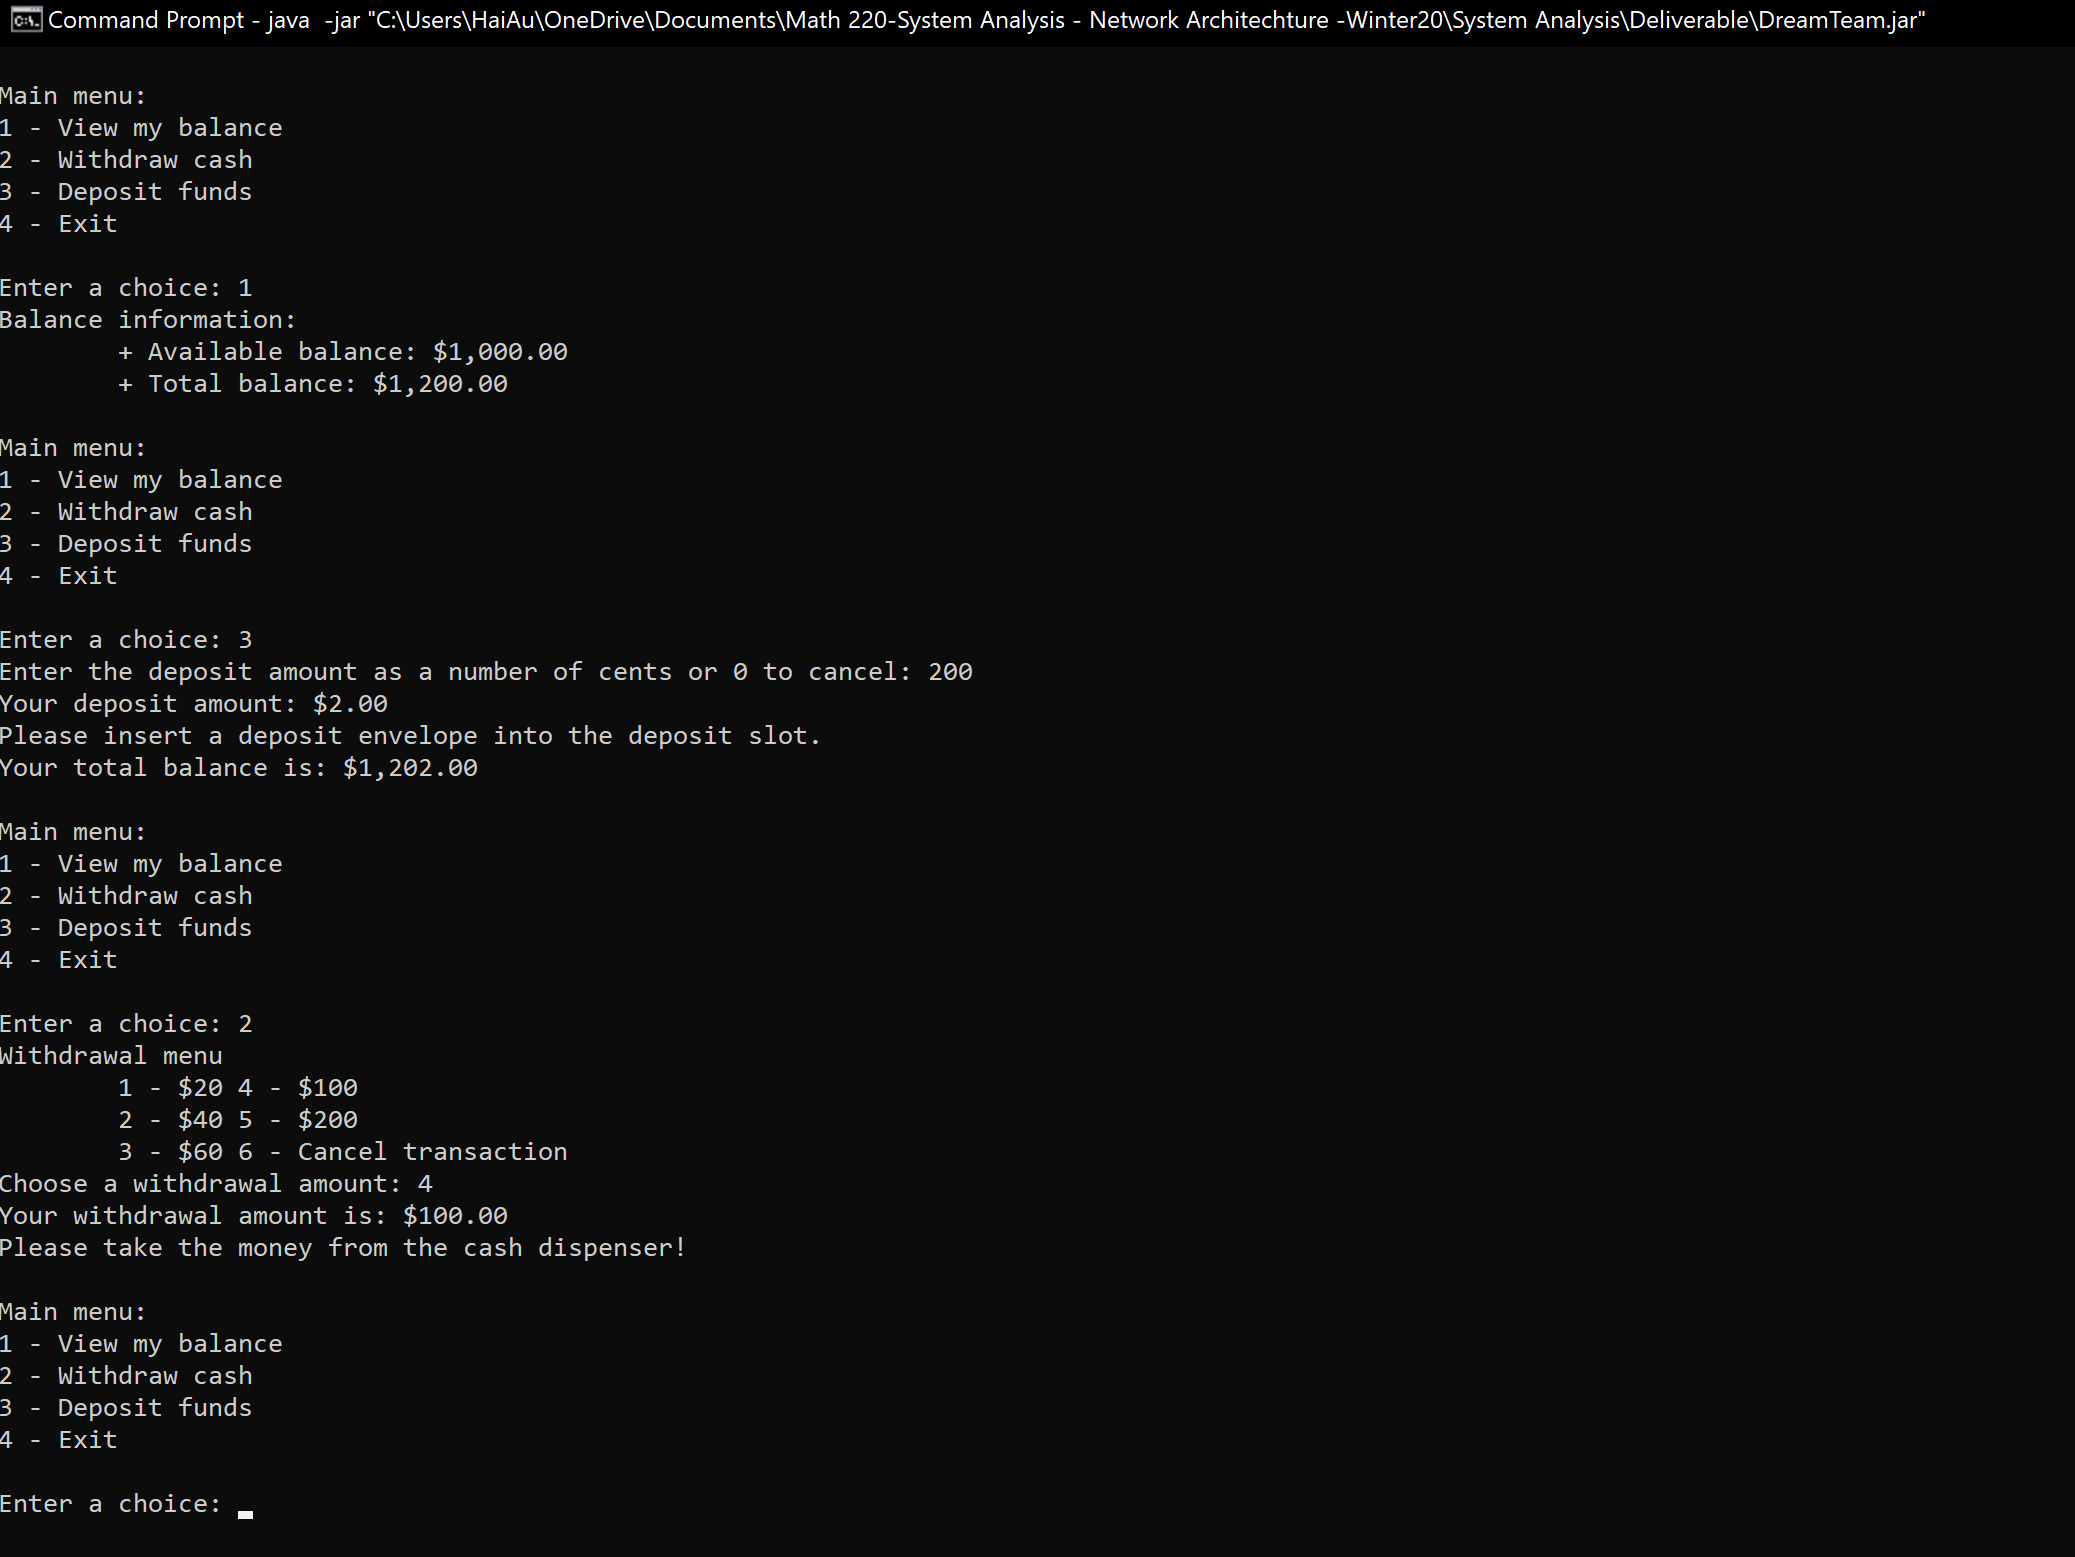 Command Prompt - java  -jar "C:\Users\HaiAu\OneDrive\Documents\Math 220-System Analysis - Network Architechture -Winter20\System Analysis\Deliverable\DreamTeam.jar"
Main menu:
1 - View my balance
2 - Withdraw cash
3 - Deposit funds
4 - Exit
Enter a choice: 1
Balance information:
        + Available balance: $1,000.00
        + Total balance: $1,200.00
Main menu:
1 - View my balance
2 - Withdraw cash
3 - Deposit funds
4 - Exit
Enter a choice: 3
Enter the deposit amount as a number of cents or 0 to cancel: 200
Your deposit amount: $2.00
Please insert a deposit envelope into the deposit slot.
Your total balance is: $1,202.00
Main menu:
1 - View my balance
2 - Withdraw cash
3 - Deposit funds
4 - Exit
Enter a choice: 2
Withdrawal menu
        1 - $20 4 - $100
        2 - $40 5 - $200
        3 - $60 6 - Cancel transaction
Choose a withdrawal amount: 4
Your withdrawal amount is: $100.00
Please take the money from the cash dispenser!
Main menu:
1 - View my balance
2 - Withdraw cash
3 - Deposit funds
4 - Exit
Enter a choice: